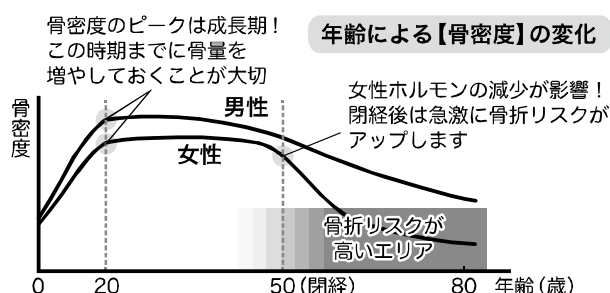 骨密度のピークは成長期！
この時期までに骨量を
増やしておくことが大切
年齢による【骨密度】の変化
女性ホルモンの減少が影響！
閉経後は急激に骨折リスクが
アップします
骨密度
男性
女性
骨折リスクが
高いエリア
0 20 50（閉経） 80 年齢（歳）